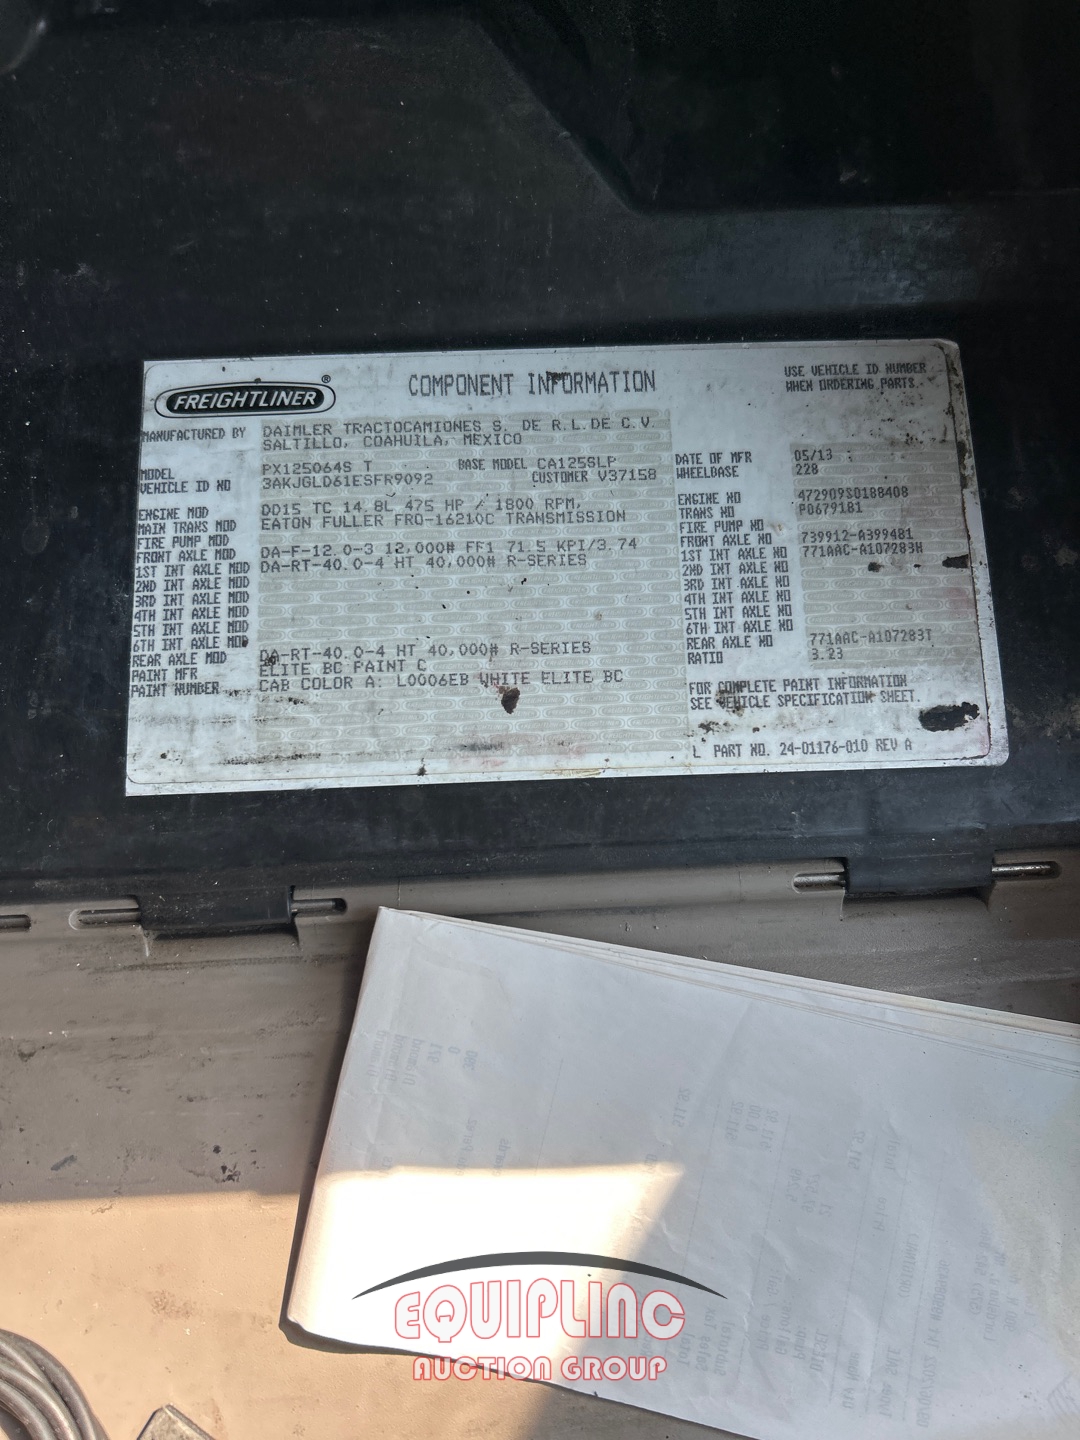 FREIGHTLINER ®
COMPONENT INFORMATION
USE VEHICLE ID NUMBER
WHEN ORDERING PARTS.
MANUFACTURED BY DAIMLER TRACTOCAMIONES S. DE R.L.DE C.V.
SALTILLO, COAHUILA, MEXICO
MODEL PX125064S T BASE MODEL CA125SLP
VEHICLE ID NO 3AKJGLD61ESFR9092 CUSTOMER V37158
ENGINE MOD DD15 TC 14.8L 475 HP / 1800 RPM,
MAIN TRANS MOD EATON FULLER FRO-16210C TRANSMISSION
FIRE PUMP MOD
FRONT AXLE MOD DA-F-12.0-3 12,000# FF1 71.5 KPI/3.74
1ST INT AXLE MOD DA-RT-40.0-4 HT 40,000# R-SERIES
2ND INT AXLE MOD
3RD INT AXLE MOD
4TH INT AXLE MOD
5TH INT AXLE MOD
6TH INT AXLE MOD
REAR AXLE MOD DA-RT-40.0-4 HT 40,000# R-SERIES
PAINT MFR ELITE BC PAINT C
PAINT NUMBER CAB COLOR A: L0006EB WHITE ELITE BC
DATE OF MFR 05/13
WHEELBASE 228
ENGINE NO 472909S0188408
TRANS NO P0679181
FIRE PUMP NO
FRONT AXLE NO 739912-A399481
1ST INT AXLE NO 771AAC-A107283H
2ND INT AXLE NO
3RD INT AXLE NO
4TH INT AXLE NO
5TH INT AXLE NO
6TH INT AXLE NO
REAR AXLE NO 771AAC-A107283T
RATIO 3.23
FOR COMPLETE PAINT INFORMATION
SEE VEHICLE SPECIFICATION SHEET.
L PART NO. 24-01176-010 REV A
EQUIPLINC
AUCTION GROUP